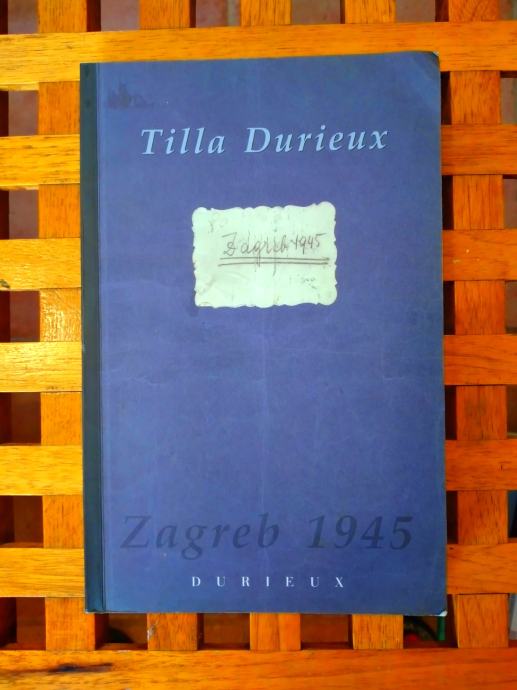 Tilla Durieux
Zagreb 1945
Zagreb 1945
DURIEUX